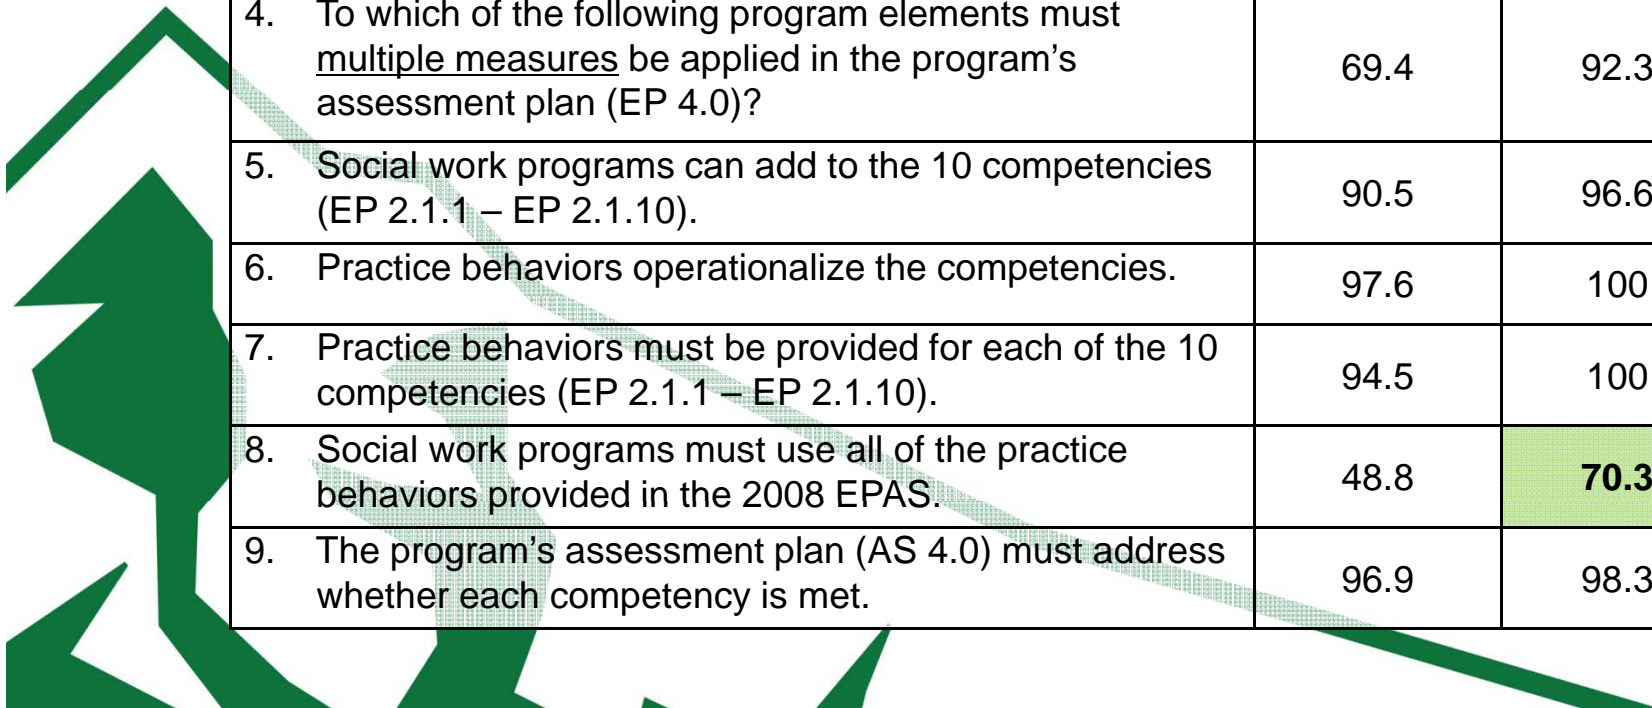 4. To which of the following program elements must
multiple measures be applied in the program’s
assessment plan (EP 4.0)?
69.4
92.3
5. Social work programs can add to the 10 competencies
(EP 2.1.1 – EP 2.1.10).
90.5
96.6
6. Practice behaviors operationalize the competencies.
97.6
100
7. Practice behaviors must be provided for each of the 10
competencies (EP 2.1.1 – EP 2.1.10).
94.5
100
8. Social work programs must use all of the practice
behaviors provided in the 2008 EPAS.
48.8
70.3
9. The program’s assessment plan (AS 4.0) must address
whether each competency is met.
96.9
98.3